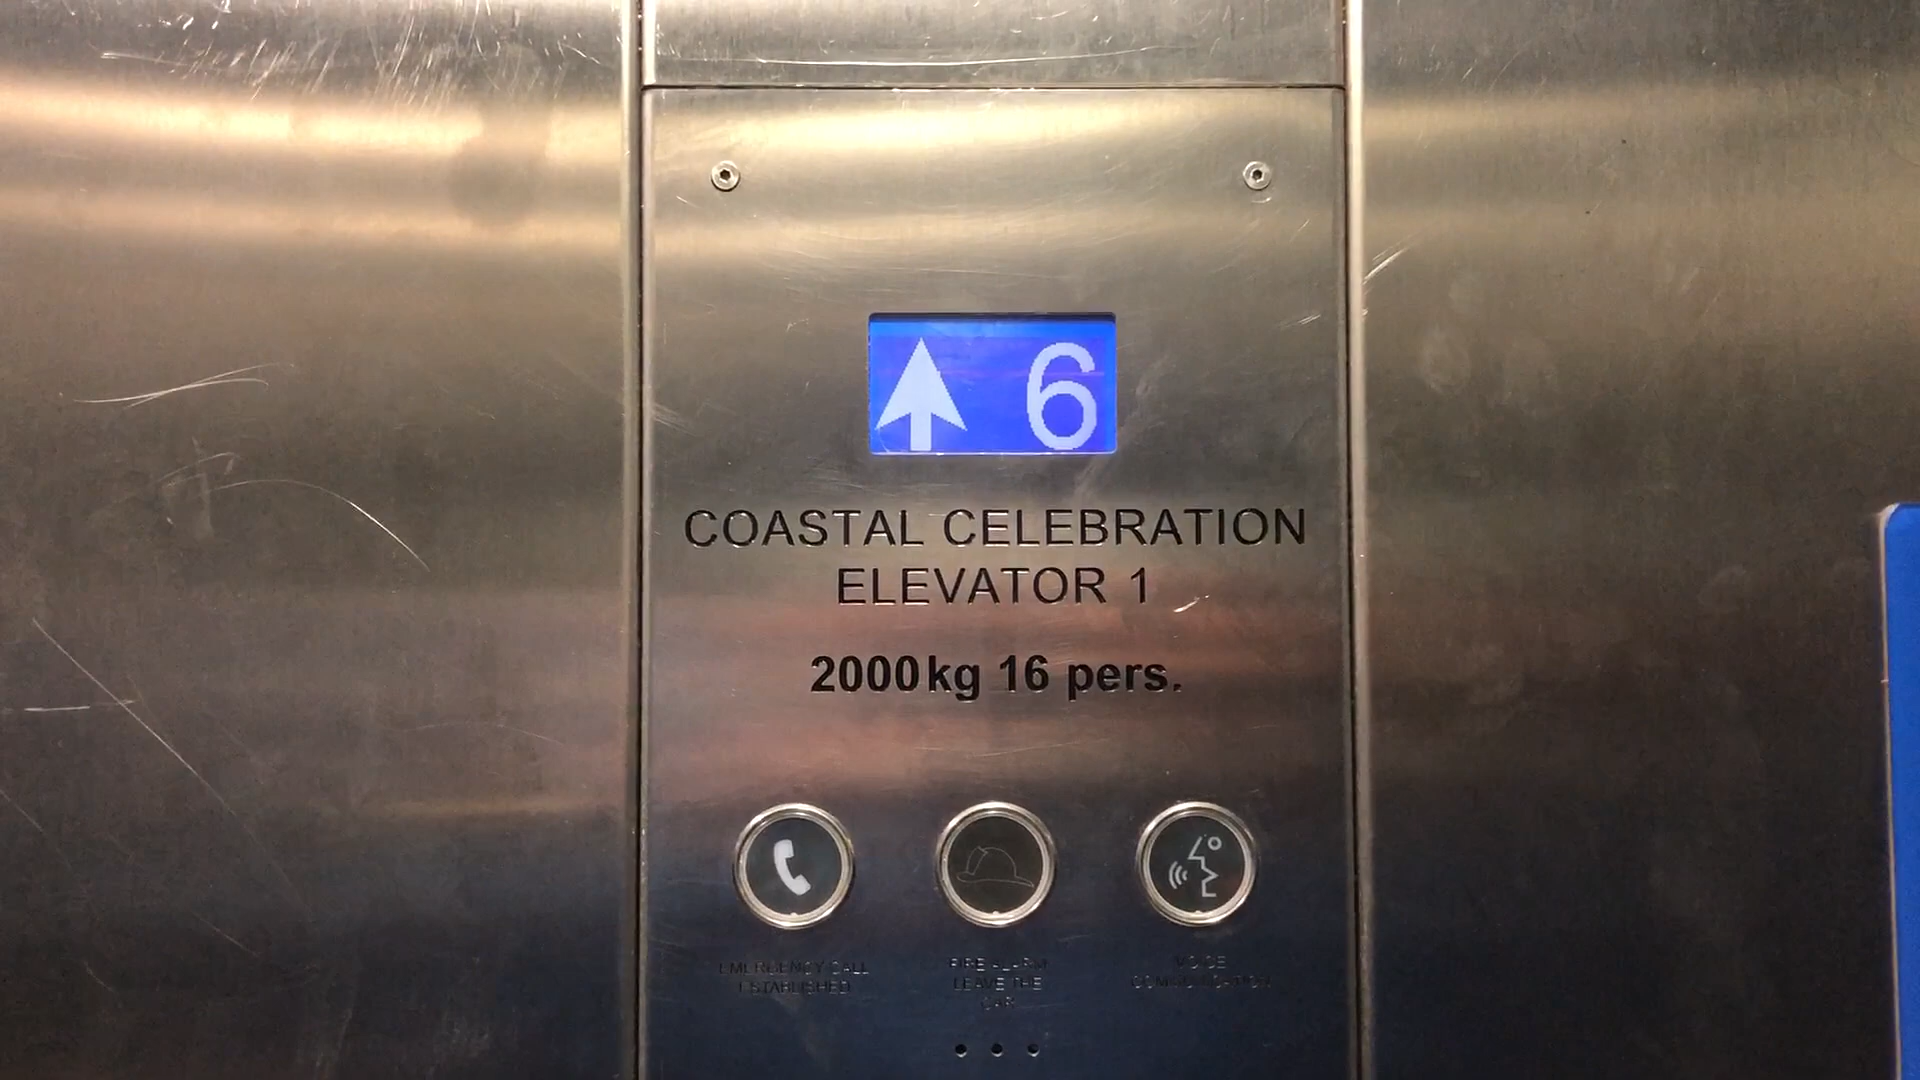 6
COASTAL CELEBRATION
ELEVATOR 1
2000kg 16 pers.
EMERGENCY CALL
ESTABLISHED
FIRE ALARM
LEAVE THE
CAR
VOICE
COMMUNICATION